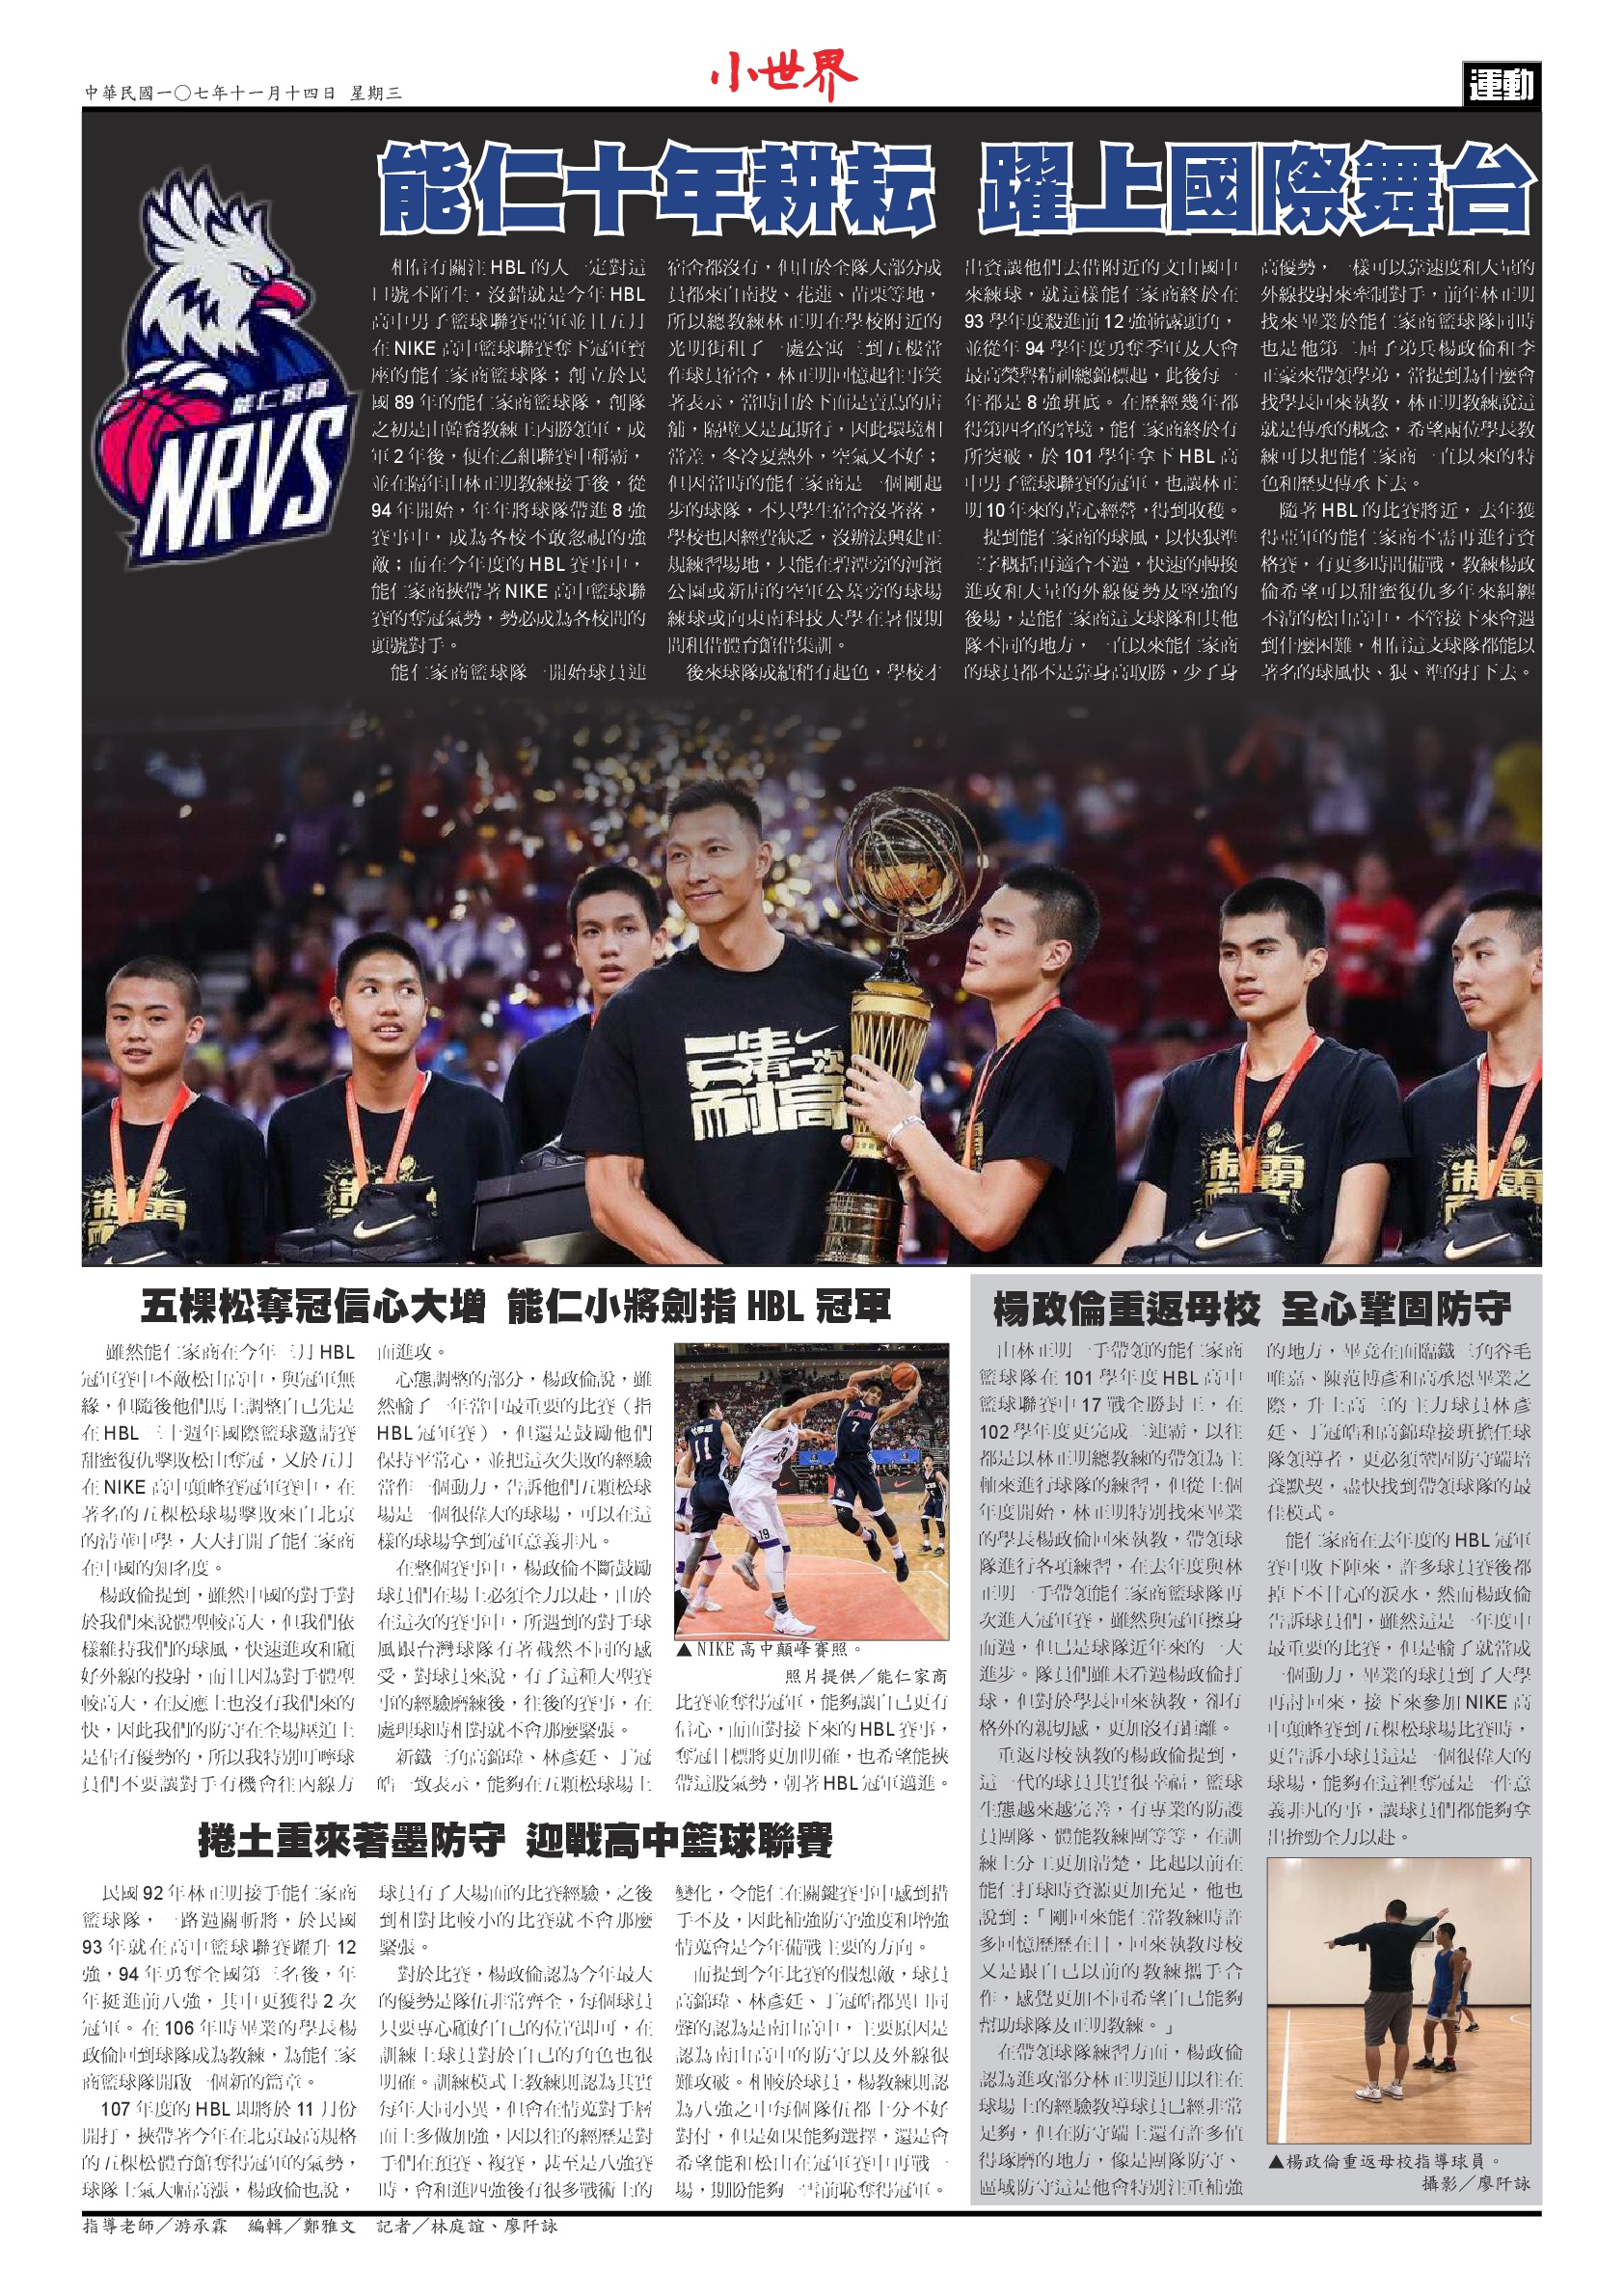 中華民國一〇七年十一月十四日 星期三
小世界
運動
能仁十年耕耘 躍上國際舞台
能仁家商
NRVS
相信有關注 HBL 的人一定對這
口號不陌生，沒錯就是今年 HBL
高中男子籃球聯賽亞軍並且五月
在 NIKE 高中籃球聯賽奪下冠軍寶
座的能仁家商籃球隊；創立於民
國 89 年的能仁家商籃球隊，創隊
之初是由韓裔教練王內勝領軍，成
軍 2 年後，便在乙組聯賽中稱霸，
並在隔年由林正明教練接手後，從
94 年開始，年年將球隊帶進 8 強
賽事中，成為各校不敢忽視的強
敵；而在今年度的 HBL 賽事中，
能仁家商挾帶著 NIKE 高中籃球聯
賽的奪冠氣勢，勢必成為各校間的
頭號對手。
能仁家商籃球隊一開始球員連
宿舍都沒有，但由於全隊大部分成
員都來自南投、花蓮、苗栗等地，
所以總教練林正明在學校附近的
光明街租了一處公寓三到五樓當
作球員宿舍，林正明回憶起往事笑
著表示，當時由於下面是賣鳥的店
舖，隔壁又是瓦斯行，因此環境相
當差，冬冷夏熱外，空氣又不好；
但因當時的能仁家商是一個剛起
步的球隊，不只學生宿舍沒著落，
學校也因經費缺乏，沒辦法興建正
規練習場地，只能在碧潭旁的河濱
公園或新店的空軍公墓旁的球場
練球或向東南科技大學在暑假期
間租借體育館借集訓。
後來球隊成績稍有起色，學校才
出資讓他們去借附近的文山國中
來練球，就這樣能仁家商終於在
93 學年度殺進前 12 強嶄露頭角，
並從年 94 學年度勇奪季軍及大會
最高榮譽精神總錦標起，此後每一
年都是 8 強班底。在歷經幾年都
得第四名的窘境，能仁家商終於有
所突破，於 101 學年拿下 HBL 高
中男子籃球聯賽的冠軍，也讓林正
明 10 年來的苦心經營，得到收穫。
提到能仁家商的球風，以快狠準
三字概括再適合不過，快速的轉換
進攻和大量的外線優勢及堅強的
後場，是能仁家商這支球隊和其他
隊不同的地方，一直以來能仁家商
的球員都不是靠身高取勝，少了身
高優勢，一樣可以靠速度和大量的
外線投射來牽制對手，前年林正明
找來畢業於能仁家商籃球隊同時
也是他第二屆子弟兵楊政倫和李
正豪來帶領學弟，當提到為什麼會
找學長回來執教，林正明教練說這
就是傳承的概念，希望兩位學長教
練可以把能仁家商一直以來的特
色和歷史傳承下去。
隨著 HBL 的比賽將近，去年獲
得亞軍的能仁家商不需再進行資
格賽，有更多時間備戰，教練楊政
倫希望可以甜蜜復仇多年來糾纏
不清的松山高中，不管接下來會遇
到什麼困難，相信這支球隊都能以
著名的球風快、狠、準的打下去。
五棵松奪冠信心大增 能仁小將劍指 HBL 冠軍
雖然能仁家商在今年三月 HBL
冠軍賽中不敵松山高中，與冠軍無
緣，但隨後他們馬上調整自己先是
在 HBL 三十週年國際籃球邀請賽
甜蜜復仇擊敗松山奪冠，又於五月
在 NIKE 高中顛峰賽冠軍賽中，在
著名的五棵松球場擊敗來自北京
的清華中學，大大打開了能仁家商
在中國的知名度。
楊政倫提到，雖然中國的對手對
於我們來說體型較高大，但我們依
樣維持我們的球風，快速進攻和顧
好外線的投射，而且因為對手體型
較高大，在反應上也沒有我們來的
快，因此我們的防守在全場壓迫上
是佔有優勢的，所以我特別叮嚀球
員們不要讓對手有機會往內線方
面進攻。
心態調整的部分，楊政倫說，雖
然輸了一年當中最重要的比賽（指
HBL 冠軍賽），但還是鼓勵他們
保持平常心，並把這次失敗的經驗
當作一個動力，告訴他們五顆松球
場是一個很偉大的球場，可以在這
樣的球場拿到冠軍意義非凡。
在整個賽事中，楊政倫不斷鼓勵
球員們在場上必須全力以赴，由於
在這次的賽事中，所遇到的對手球
風跟台灣球隊有著截然不同的感
受，對球員來說，有了這種大型賽
事的經驗磨練後，往後的賽事，在
處理球時相對就不會那麼緊張。
新鐵三角高錦瑋、林彥廷、丁冠
皓一致表示，能夠在五顆松球場上
▲ NIKE 高中顛峰賽照。
照片提供／能仁家商
比賽並奪得冠軍，能夠讓自己更有
信心，而面對接下來的 HBL 賽事，
奪冠目標將更加明確，也希望能挾
帶這股氣勢，朝著 HBL 冠軍邁進。
捲土重來著墨防守 迎戰高中籃球聯賽
民國 92 年林正明接手能仁家商
籃球隊，一路過關斬將，於民國
93 年就在高中籃球聯賽躍升 12
強，94 年勇奪全國第三名後，年
年挺進前八強，其中更獲得 2 次
冠軍。在 106 年時畢業的學長楊
政倫回到球隊成為教練，為能仁家
商籃球隊開啟一個新的篇章。
107 年度的 HBL 即將於 11 月份
開打，挾帶著今年在北京最高規格
的五棵松體育館奪得冠軍的氣勢，
球隊士氣大幅高漲，楊政倫也說，
球員有了大場面的比賽經驗，之後
到相對比較小的比賽就不會那麼
緊張。
對於比賽，楊政倫認為今年最大
的優勢是隊伍非常齊全，每個球員
只要專心顧好自己的位置即可，在
訓練上球員對於自己的角色也很
明確。訓練模式上教練則認為其實
每年大同小異，但會在情蒐對手層
面上多做加強，因以往的經歷是對
手們在預賽、複賽，甚至是八強賽
時，會和進四強後有很多戰術上的
變化，令能仁在關鍵賽事中感到措
手不及，因此補強防守強度和增強
情蒐會是今年備戰主要的方向。
而提到今年比賽的假想敵，球員
高錦瑋、林彥廷、丁冠皓都異口同
聲的認為是南山高中，主要原因是
認為南山高中的防守以及外線很
難攻破。相較於球員，楊教練則認
為八強之中每個隊伍都十分不好
對付，但是如果能夠選擇，還是會
希望能和松山在冠軍賽中再戰一
場，期盼能夠一雪前恥奪得冠軍。
楊政倫重返母校 全心鞏固防守
由林正明一手帶領的能仁家商
籃球隊在 101 學年度 HBL 高中
籃球聯賽中 17 戰全勝封王，在
102 學年度更完成二連霸，以往
都是以林正明總教練的帶領為主
軸來進行球隊的練習，但從上個
年度開始，林正明特別找來畢業
的學長楊政倫回來執教，帶領球
隊進行各項練習，在去年度與林
正明一手帶領能仁家商籃球隊再
次進入冠軍賽，雖然與冠軍擦身
而過，但已是球隊近年來的一大
進步。隊員們雖未看過楊政倫打
球，但對於學長回來執教，卻有
格外的親切感，更加沒有距離。
重返母校執教的楊政倫提到，
這一代的球員其實很幸福，籃球
生態越來越完善，有專業的防護
員團隊、體能教練團等等，在訓
練上分工更加清楚，比起以前在
能仁打球時資源更加充足，他也
說到：「剛回來能仁當教練時許
多回憶歷歷在目，回來執教母校
又是跟自己以前的教練攜手合
作，感覺更加不同希望自己能夠
幫助球隊及正明教練。」
在帶領球隊練習方面，楊政倫
認為進攻部分林正明運用以往在
球場上的經驗教導球員已經非常
足夠，但在防守端上還有許多值
得琢磨的地方，像是團隊防守、
區域防守這是他會特別注重補強
的地方，畢竟在面臨鐵三角谷毛
唯嘉、陳范博彥和高承恩畢業之
際，升上高三的主力球員林彥
廷、丁冠皓和高錦瑋接班擔任球
隊領導者，更必須鞏固防守端培
養默契，盡快找到帶領球隊的最
佳模式。
能仁家商在去年度的 HBL 冠軍
賽中敗下陣來，許多球員賽後都
掉下不甘心的淚水，然而楊政倫
告訴球員們，雖然這是一年度中
最重要的比賽，但是輸了就當成
一個動力，畢業的球員到了大學
再討回來，接下來參加 NIKE 高
中顛峰賽到五棵松球場比賽時，
更告訴小球員這是一個很偉大的
球場，能夠在這裡奪冠是一件意
義非凡的事，讓球員們都能夠拿
出拚勁全力以赴。
▲楊政倫重返母校指導球員。
攝影／廖阡詠
指導老師／游承霖 編輯／鄭雅文 記者／林庭誼、廖阡詠